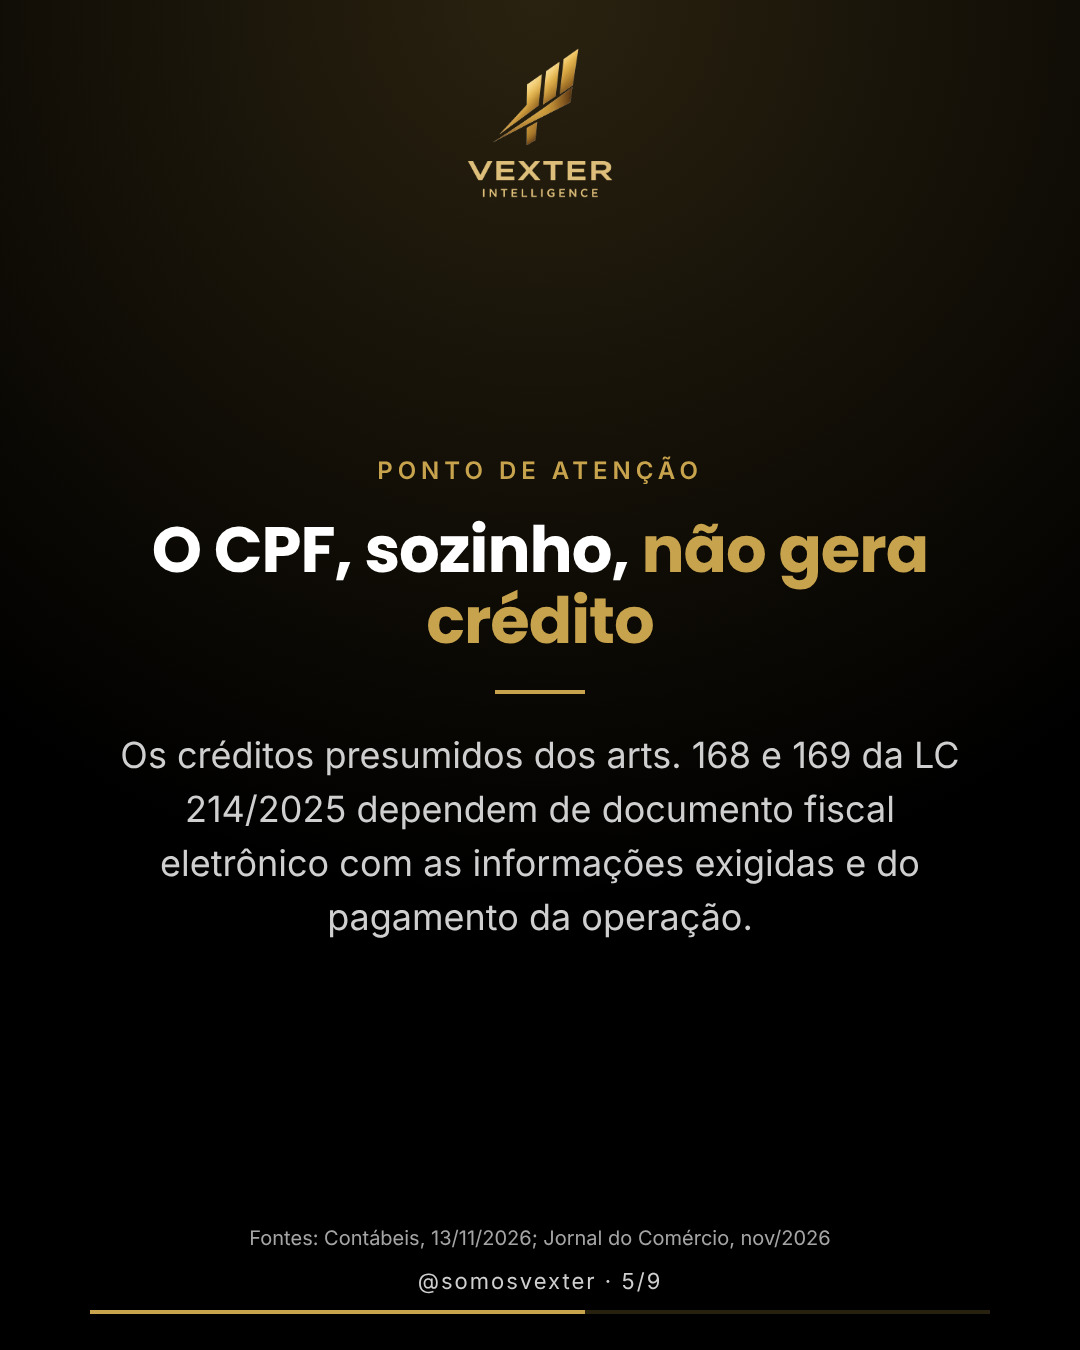 VEXTER
INTELLIGENCE
PONTO DE ATENÇÃO
O CPF, sozinho, não gera
crédito
Os créditos presumidos dos arts. 168 e 169 da LC
214/2025 dependem de documento fiscal
eletrônico com as informações exigidas e do
pagamento da operação.
Fontes: Contábeis, 13/11/2026; Jornal do Comércio, nov/2026
@somosvexter · 5/9